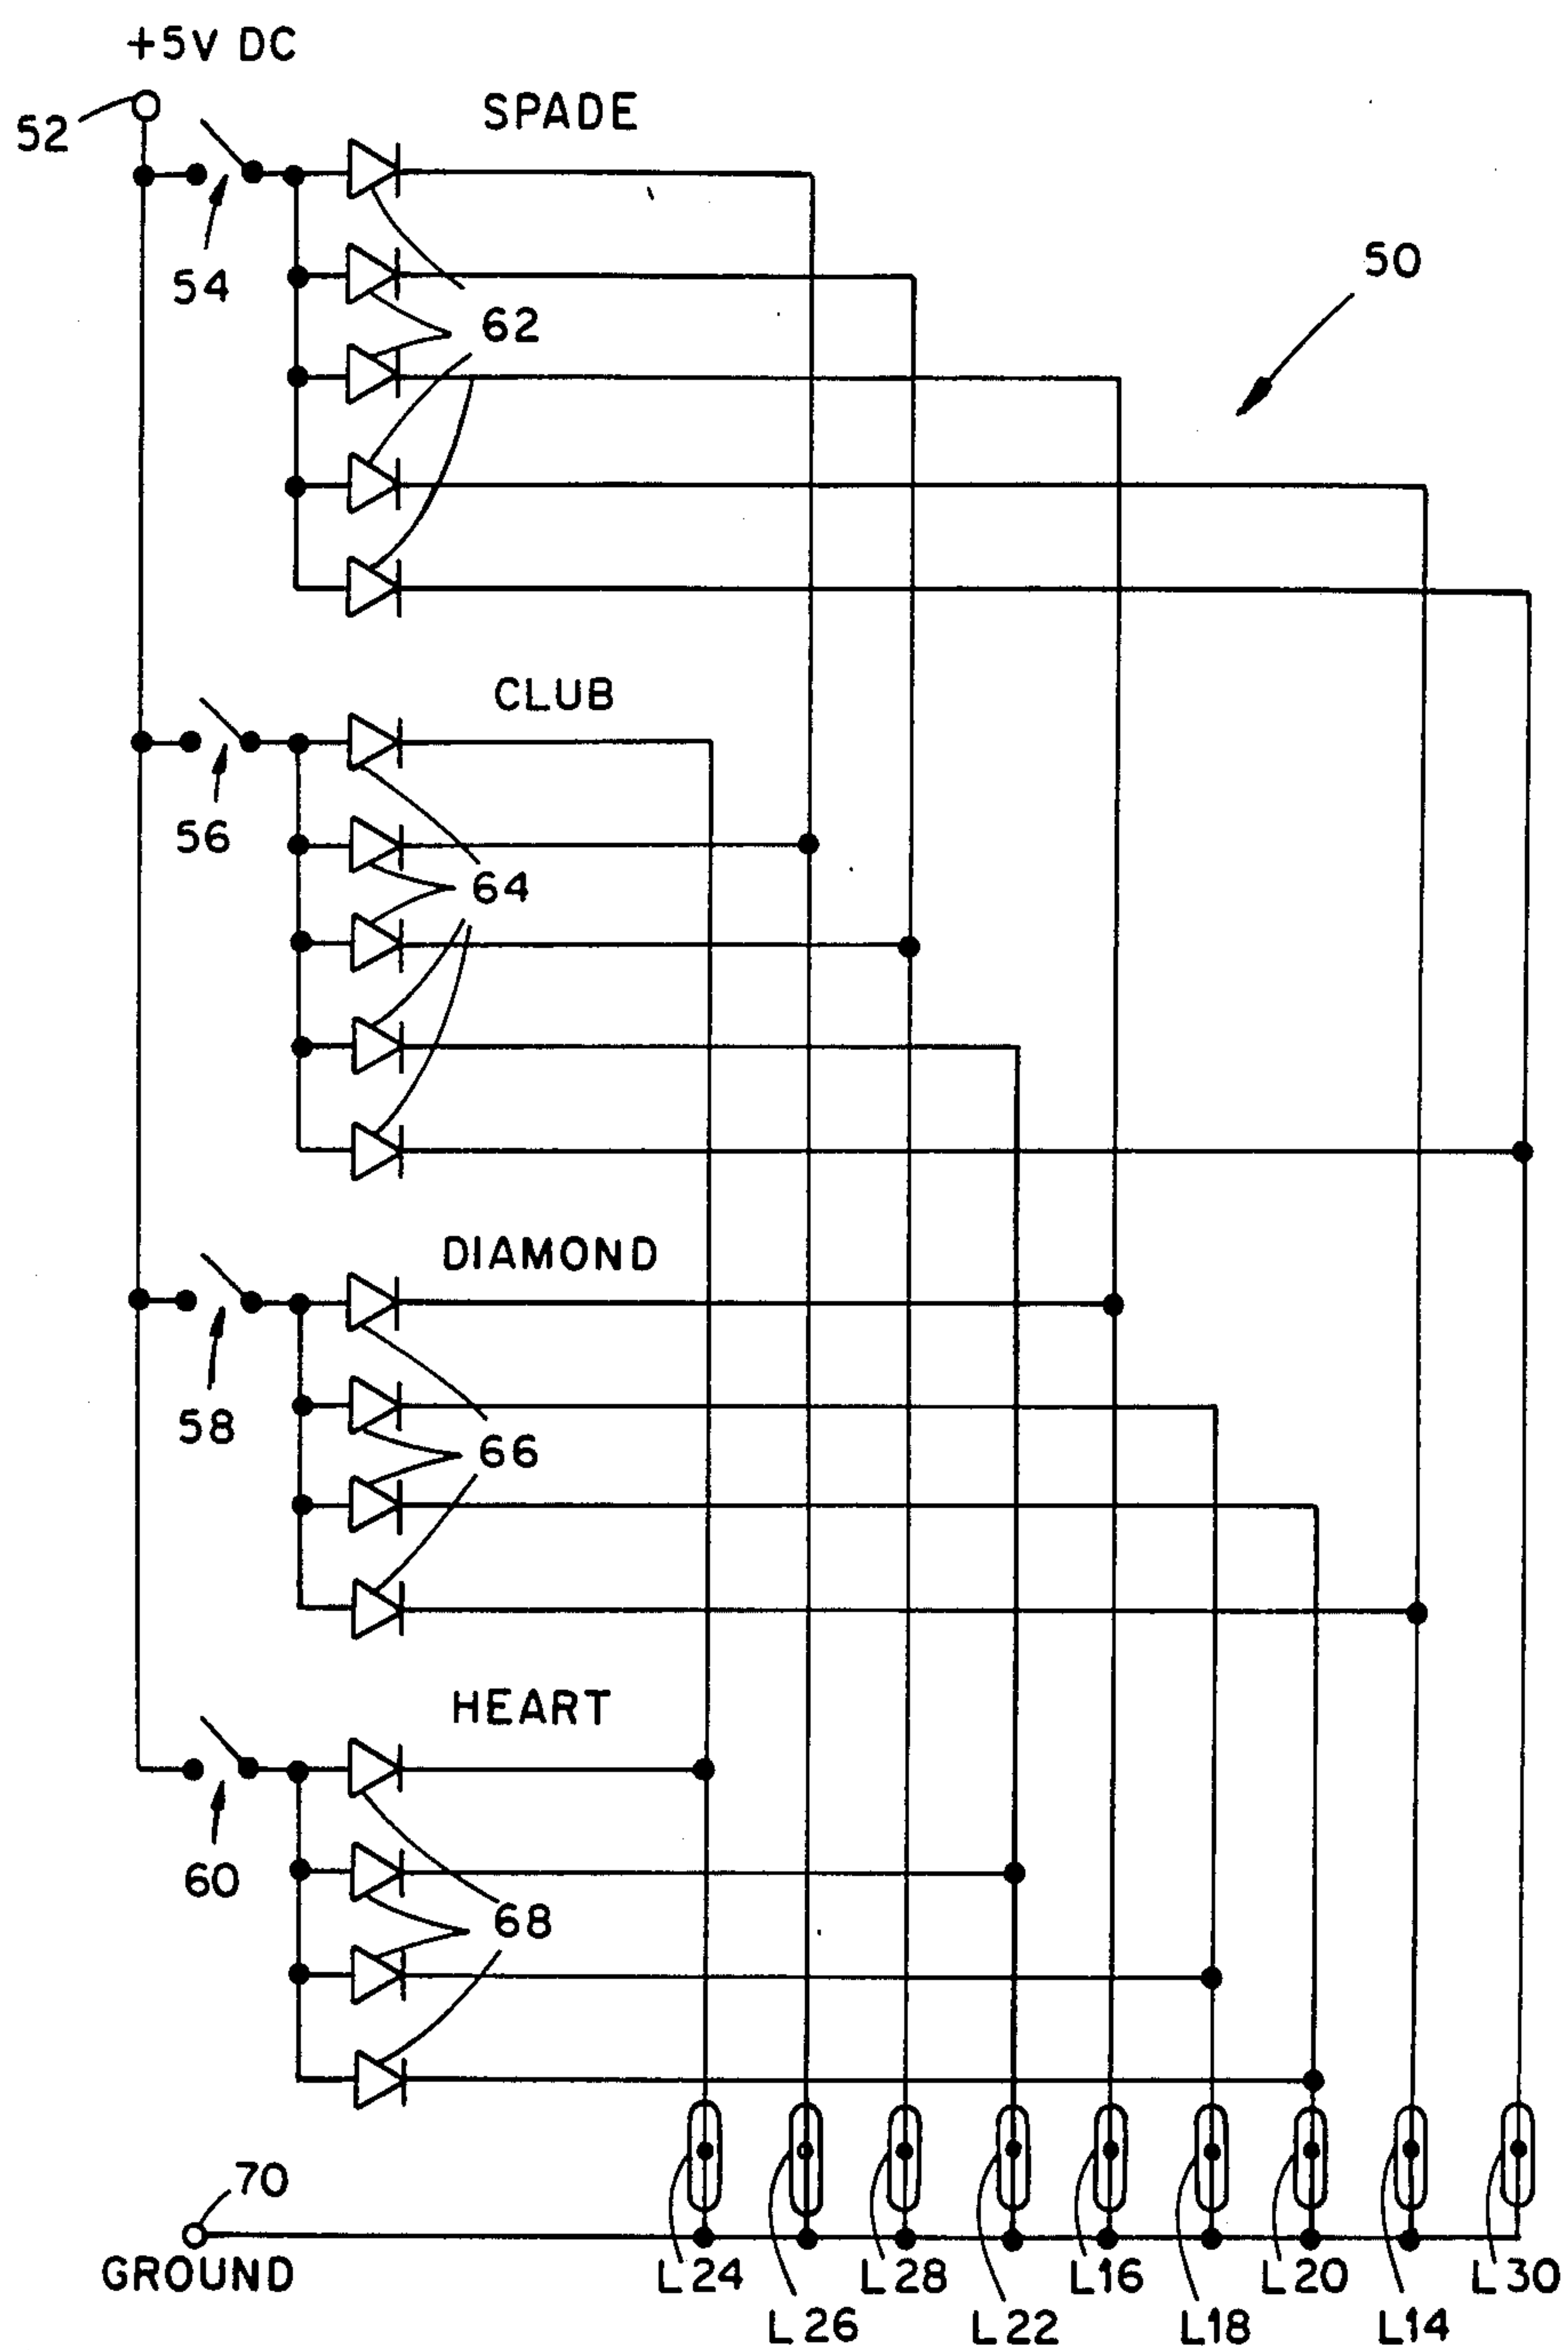 +5V DC
52
SPADE
54
62
50
CLUB
56
64
DIAMOND
58
66
HEART
60
68
70
GROUND
L24
L26
L28
L22
L16
L18
L20
L14
L30